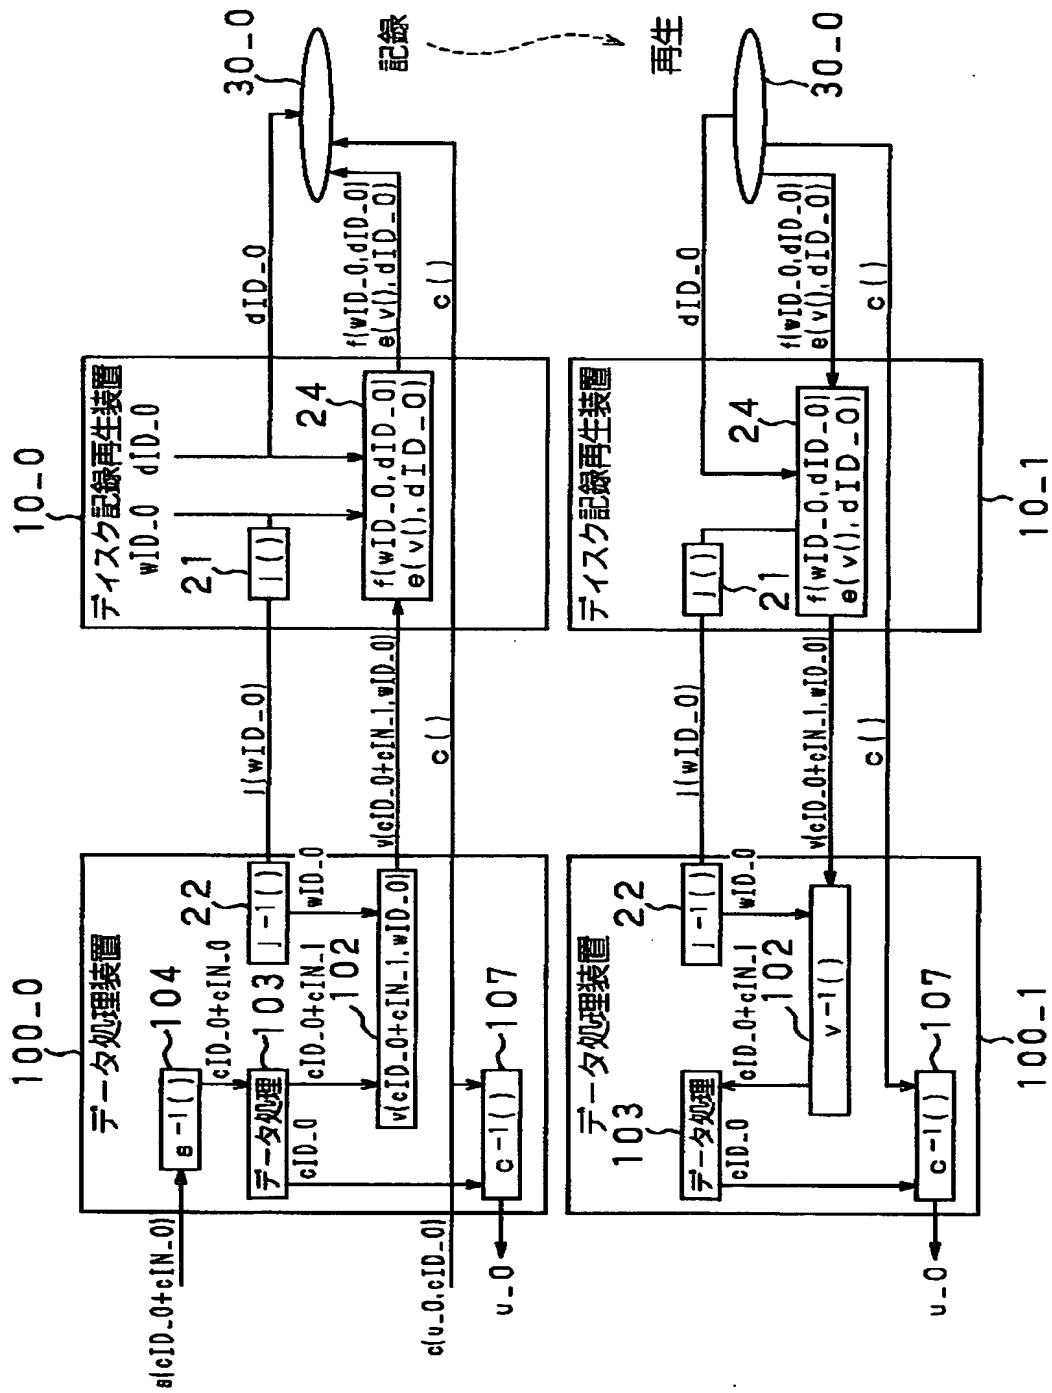 100_0
データ処理装置
s(cID_0+cIN_0)
s⁻¹()
104
cID_0+cIN_0
データ処理
103
cID_0
cID_0+cIN_1
22
j⁻¹()
wID_0
102
v(cID_0+cIN_1,wID_0)
c(u_0,cID_0)
c⁻¹()
107
u_0
j(wID_0)
v(cID_0+cIN_1,wID_0)
c()
10_0
ディスク記録再生装置
wID_0 dID_0
21
j()
24
f(wID_0,dID_0)
e(v(),dID_0)
dID_0
f(wID_0,dID_0)
e(v(),dID_0)
c()
30_0
記録
再生
データ処理装置
103
データ処理
cID_0
cID_0+cIN_1
22
j⁻¹()
wID_0
102
v⁻¹()
c⁻¹()
107
u_0
100_1
j(wID_0)
v(cID_0+cIN_1,wID_0)
c()
ディスク記録再生装置
j()
21
24
f(wID_0,dID_0)
e(v(),dID_0)
10_1
dID_0
f(wID_0,dID_0)
e(v(),dID_0)
c()
30_0